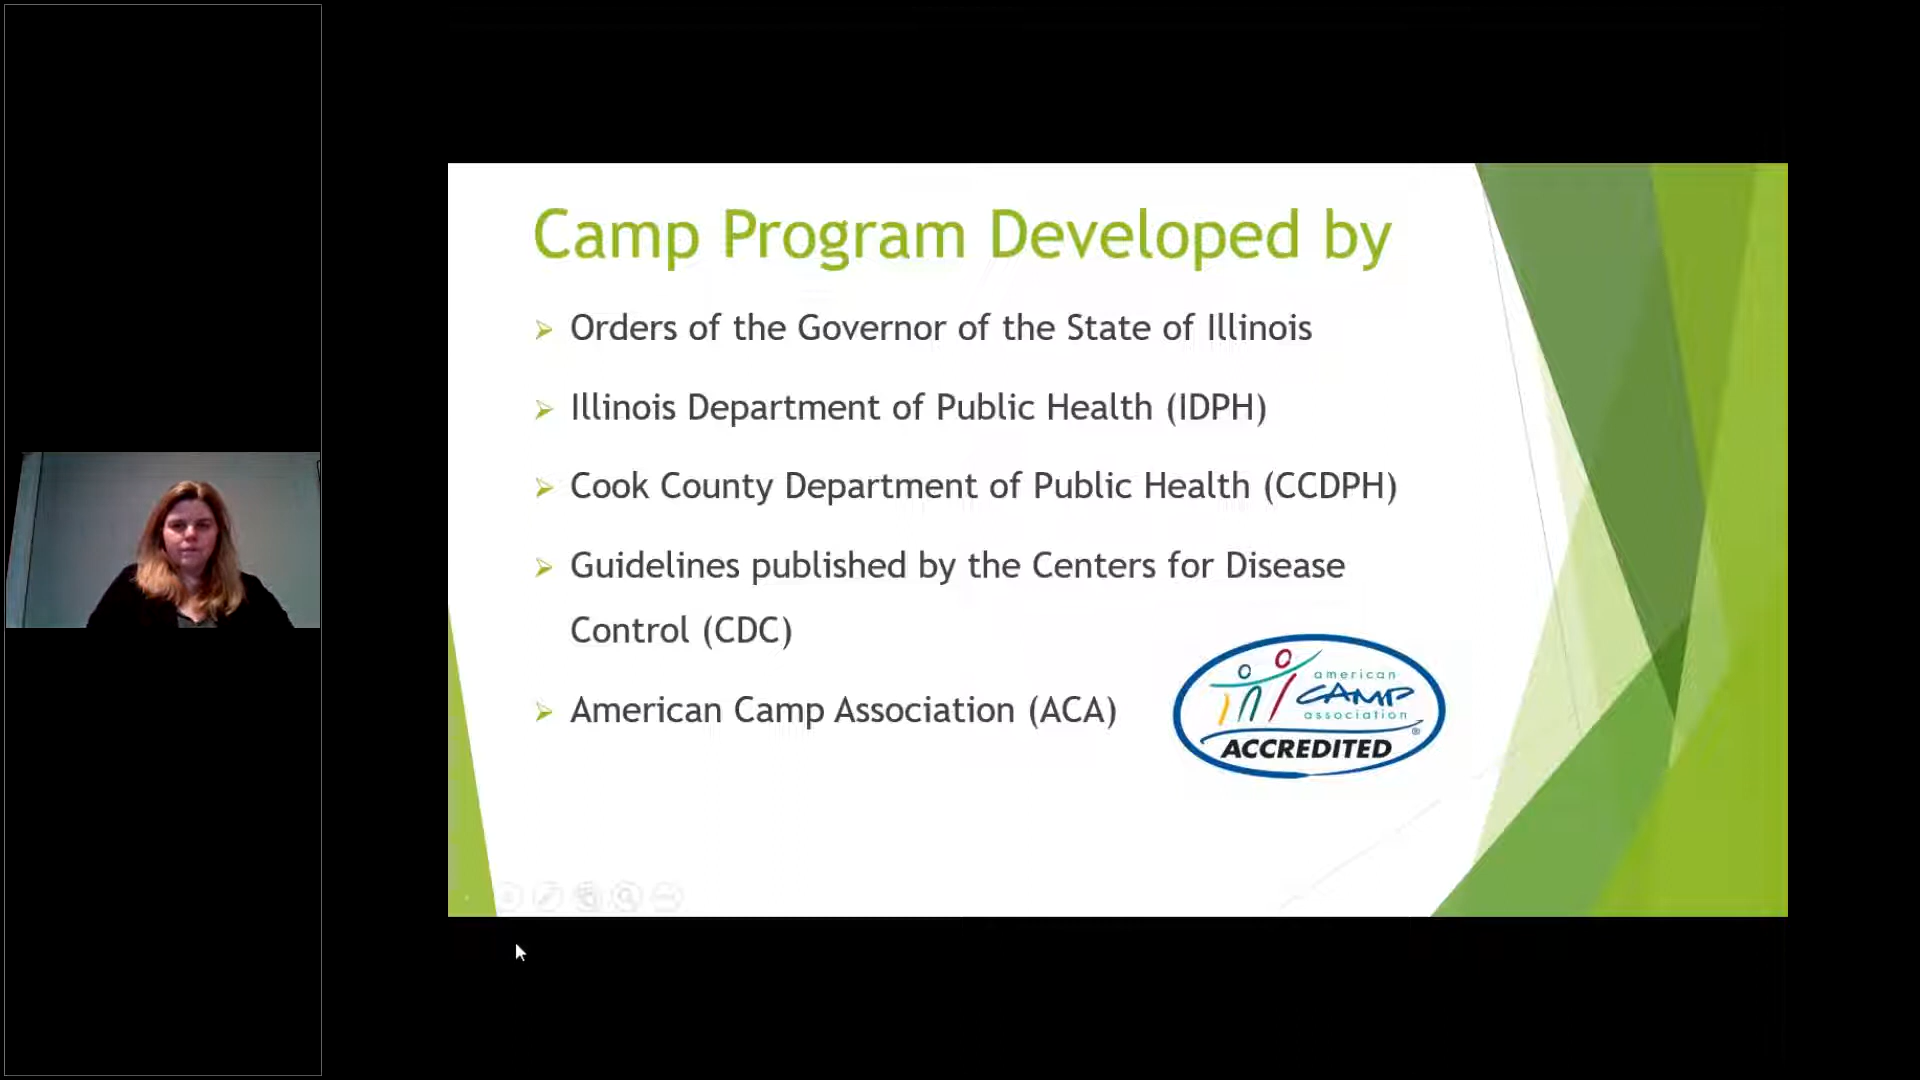 Camp Program Developed by
Orders of the Governor of the State of Illinois
Illinois Department of Public Health (IDPH)
Cook County Department of Public Health (CCDPH)
Guidelines published by the Centers for Disease
Control (CDC)
American Camp Association (ACA)
american
CAMP
association
®
ACCREDITED